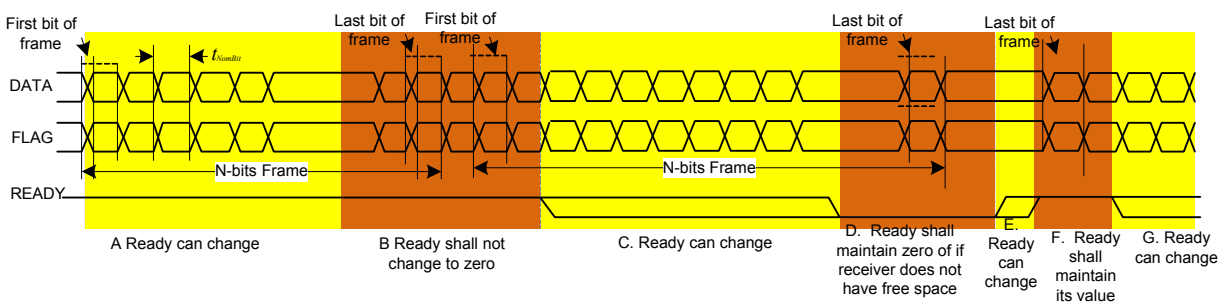 First bit of
frame
t NomBit
Last bit of
frame
First bit of
frame
Last bit of
frame
Last bit of
frame
DATA
FLAG
N-bits Frame
N-bits Frame
READY
A Ready can change
B Ready shall not
change to zero
C. Ready can change
D. Ready shall
maintain zero of if
receiver does not
have free space
E.
Ready
can
change
F. Ready
shall
maintain
its value
G. Ready
can change